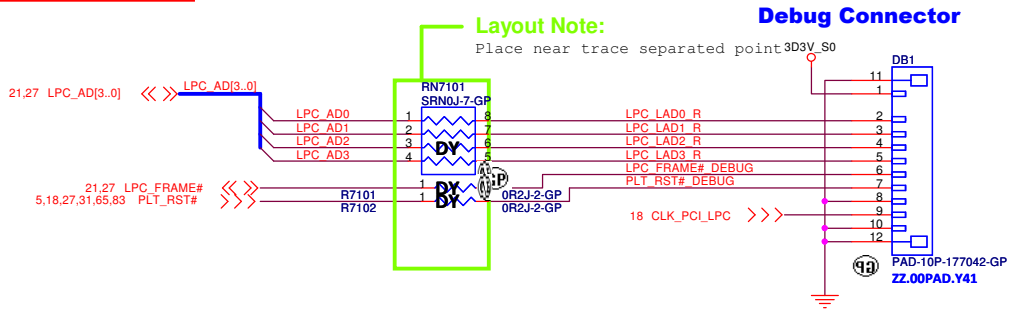 Debug Connector
Layout Note:
Place near trace separated point
3D3V_S0
DB1
RN7101
SRN0J-7-GP
21,27 LPC_AD[3..0]
LPC_AD[3..0]
11
1
LPC_AD0 1 8 LPC_LAD0_R 2
LPC_AD1 2 7 LPC_LAD1_R 3
LPC_AD2 3 6 LPC_LAD2_R 4
LPC_AD3 4 5 LPC_LAD3_R 5
DY
LPC_FRAME#_DEBUG 6
21,27 LPC_FRAME# 1 DY
PLT_RST#_DEBUG 7
R7101 0R2J-2-GP
5,18,27,31,65,83 PLT_RST# 1 DY
R7102 0R2J-2-GP
8
18 CLK_PCI_LPC 9
10
12
PAD-10P-177042-GP
ZZ.00PAD.Y41